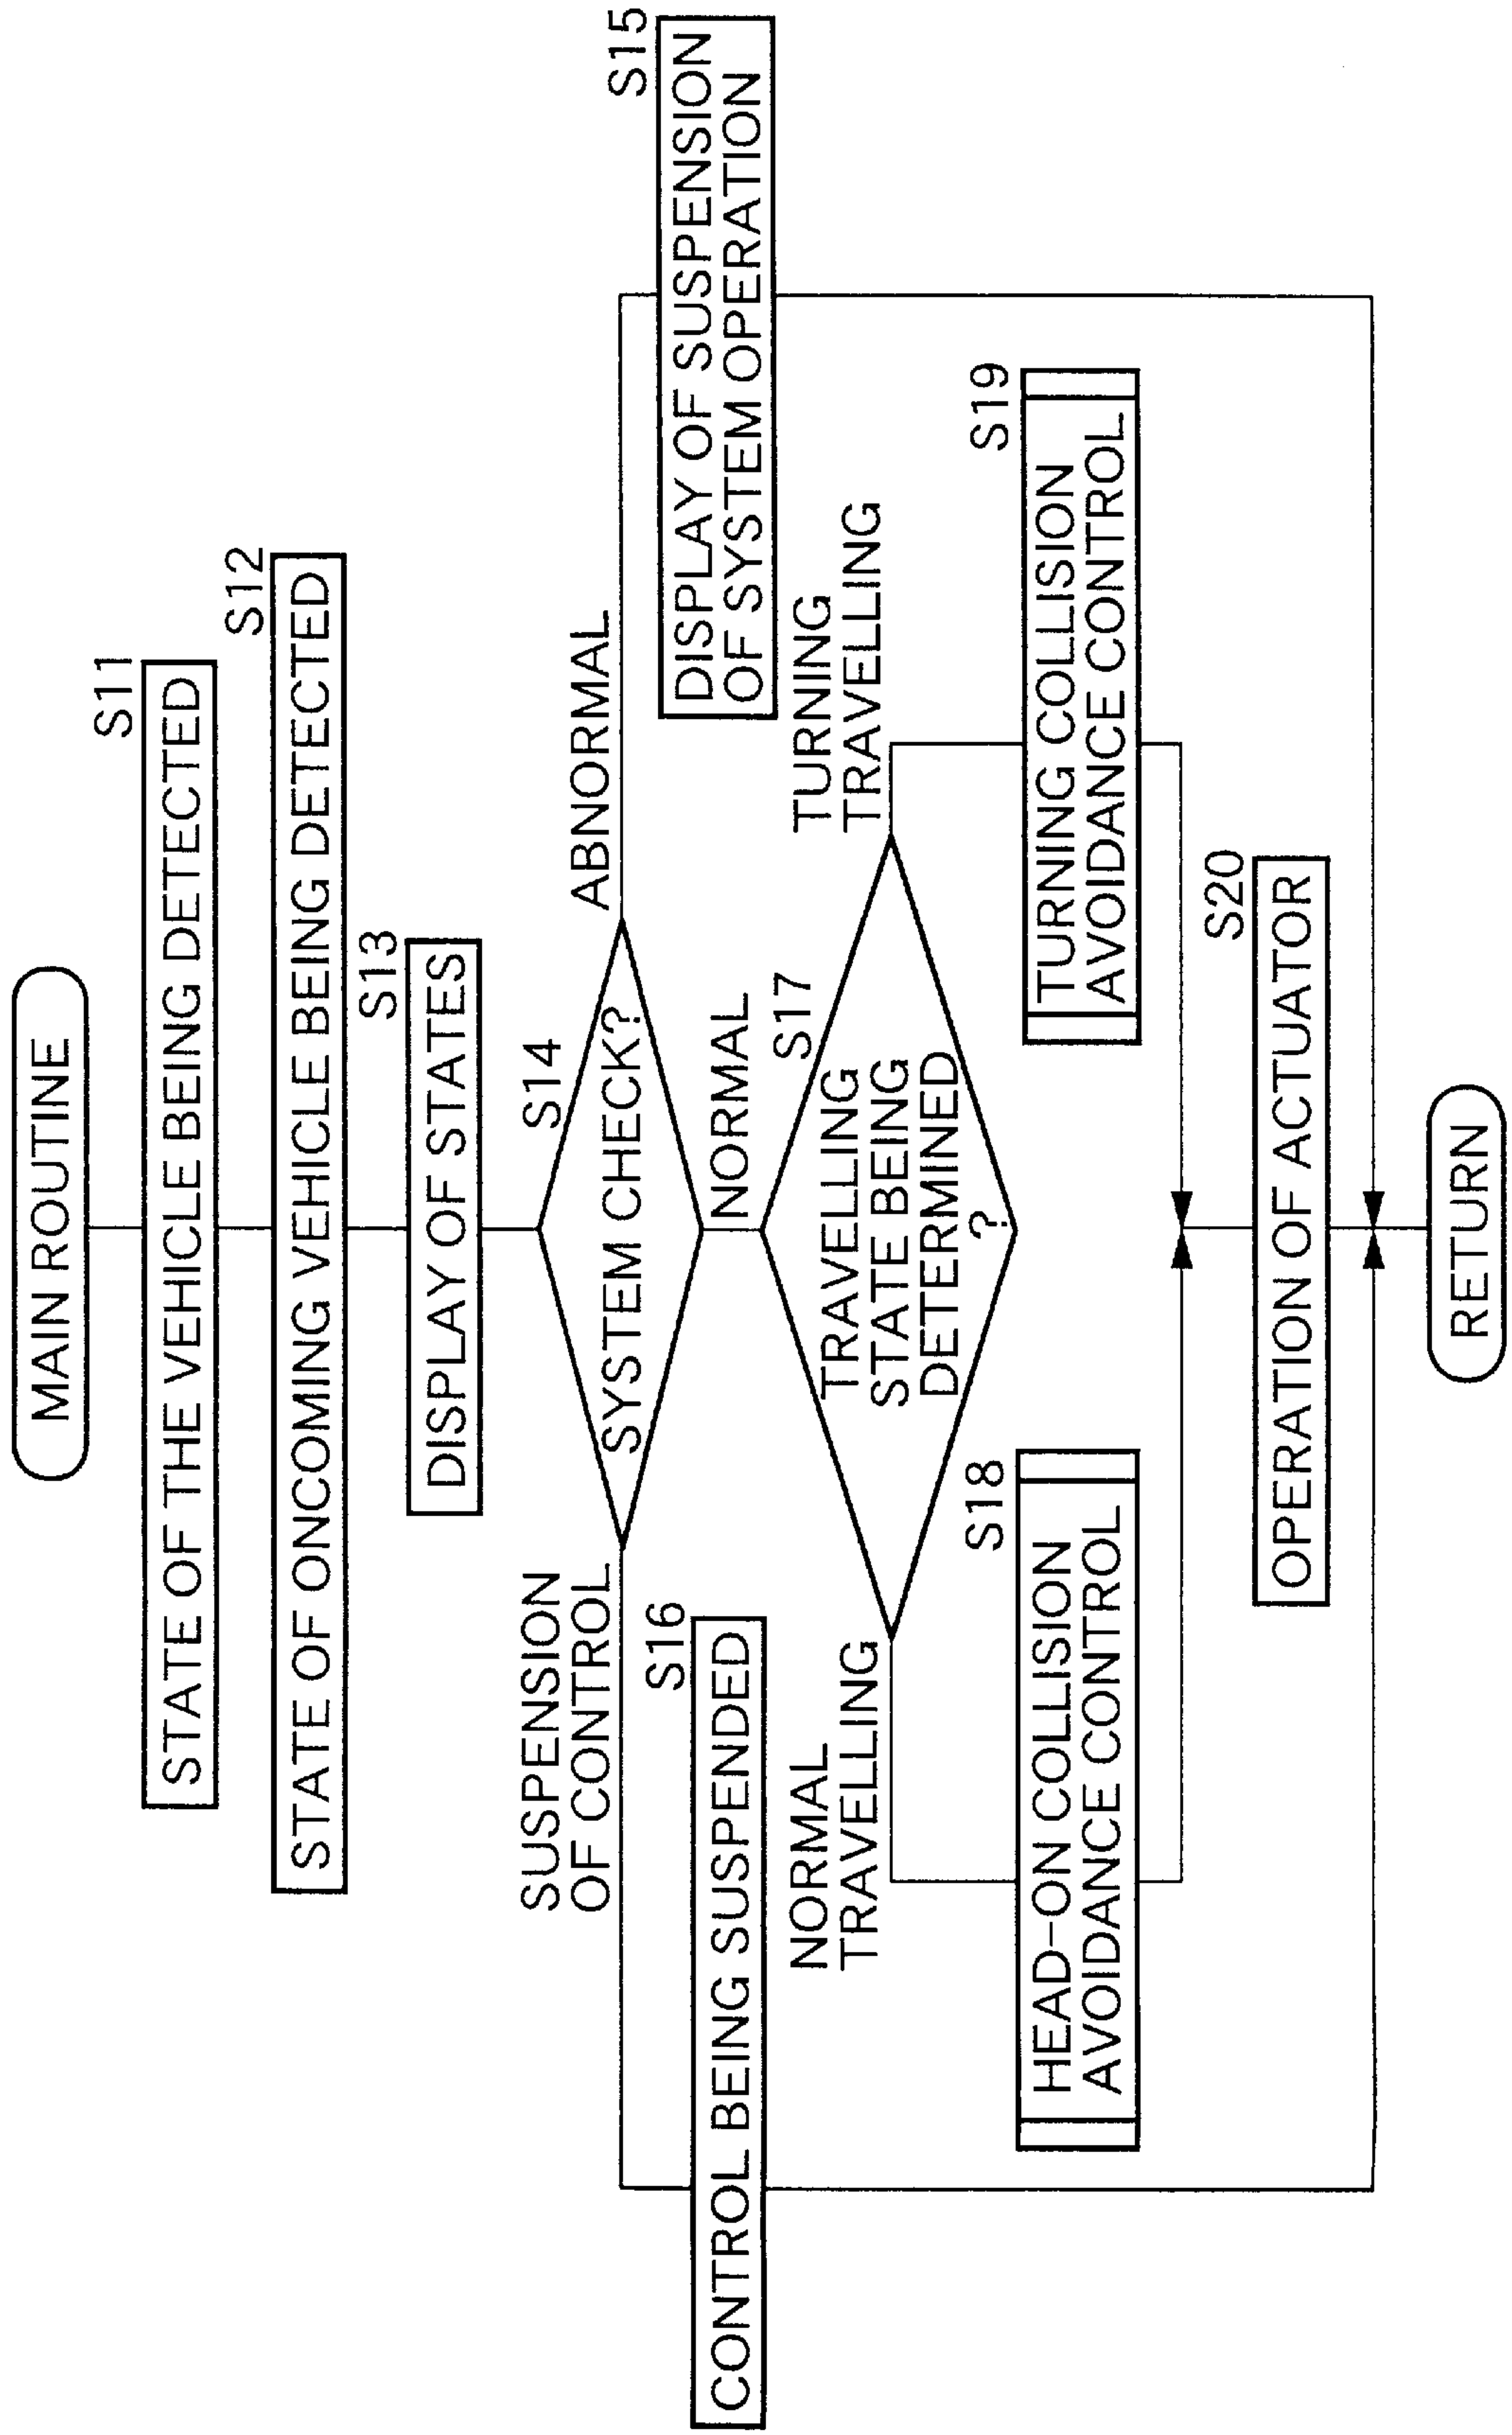 MAIN ROUTINE
S11
STATE OF THE VEHICLE BEING DETECTED
S12
STATE OF ONCOMING VEHICLE BEING DETECTED
S13
DISPLAY OF STATES
S14
SYSTEM CHECK?
SUSPENSION
OF CONTROL
ABNORMAL
NORMAL
S16
CONTROL BEING SUSPENDED
S15
DISPLAY OF SUSPENSION
OF SYSTEM OPERATION
S17
TRAVELLING
STATE BEING
DETERMINED
?
NORMAL
TRAVELLING
TURNING
TRAVELLING
S18
HEAD-ON COLLISION
AVOIDANCE CONTROL
S19
TURNING COLLISION
AVOIDANCE CONTROL
S20
OPERATION OF ACTUATOR
RETURN